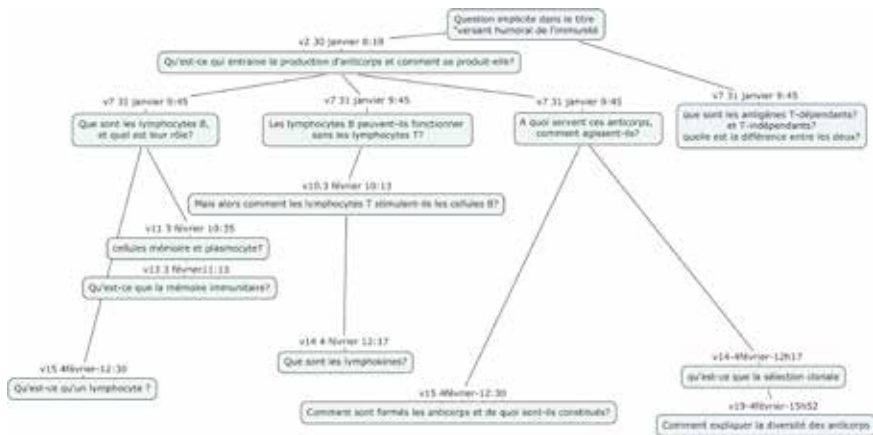 Question implicite dans le titre
"versant humoral de l'immunité
v2 30 janvier 8:18
Qu'est-ce qui entraine la production d'anticorps et comment se produit-elle?
v7 31 janvier 9:45
Que sont les lymphocytes B,
et quel est leur rôle?
v7 31 janvier 9:45
Les lymphocytes B peuvent-ils fonctionner
sans les lymphocytes T?
v7 31 janvier 9:45
A quoi servent ces anticorps,
comment agissent-ils?
v7 31 janvier 9:45
que sont les antigènes T-dépendants?
et T-indépendants?
quelle est la différence entre les deux?
v10.3 février 10:13
Mais alors comment les lymphocytes T stimulent-ils les cellules B?
v11 3 février 10:35
cellules mémoire et plasmocyte?
v13 3 février11:13
Qu'est-ce que la mémoire immunitaire?
v14 4 février 12:17
Que sont les lymphokines?
v14-4février-12h17
qu'est-ce que la sélection clonale
v15 4février-12:30
Qu'est-ce qu'un lymphocyte ?
v15 4février-12:30
Comment sont formés les anticorps et de quoi sont-ils constitués?
v19-4février-15h52
Comment expliquer la diversité des anticorps